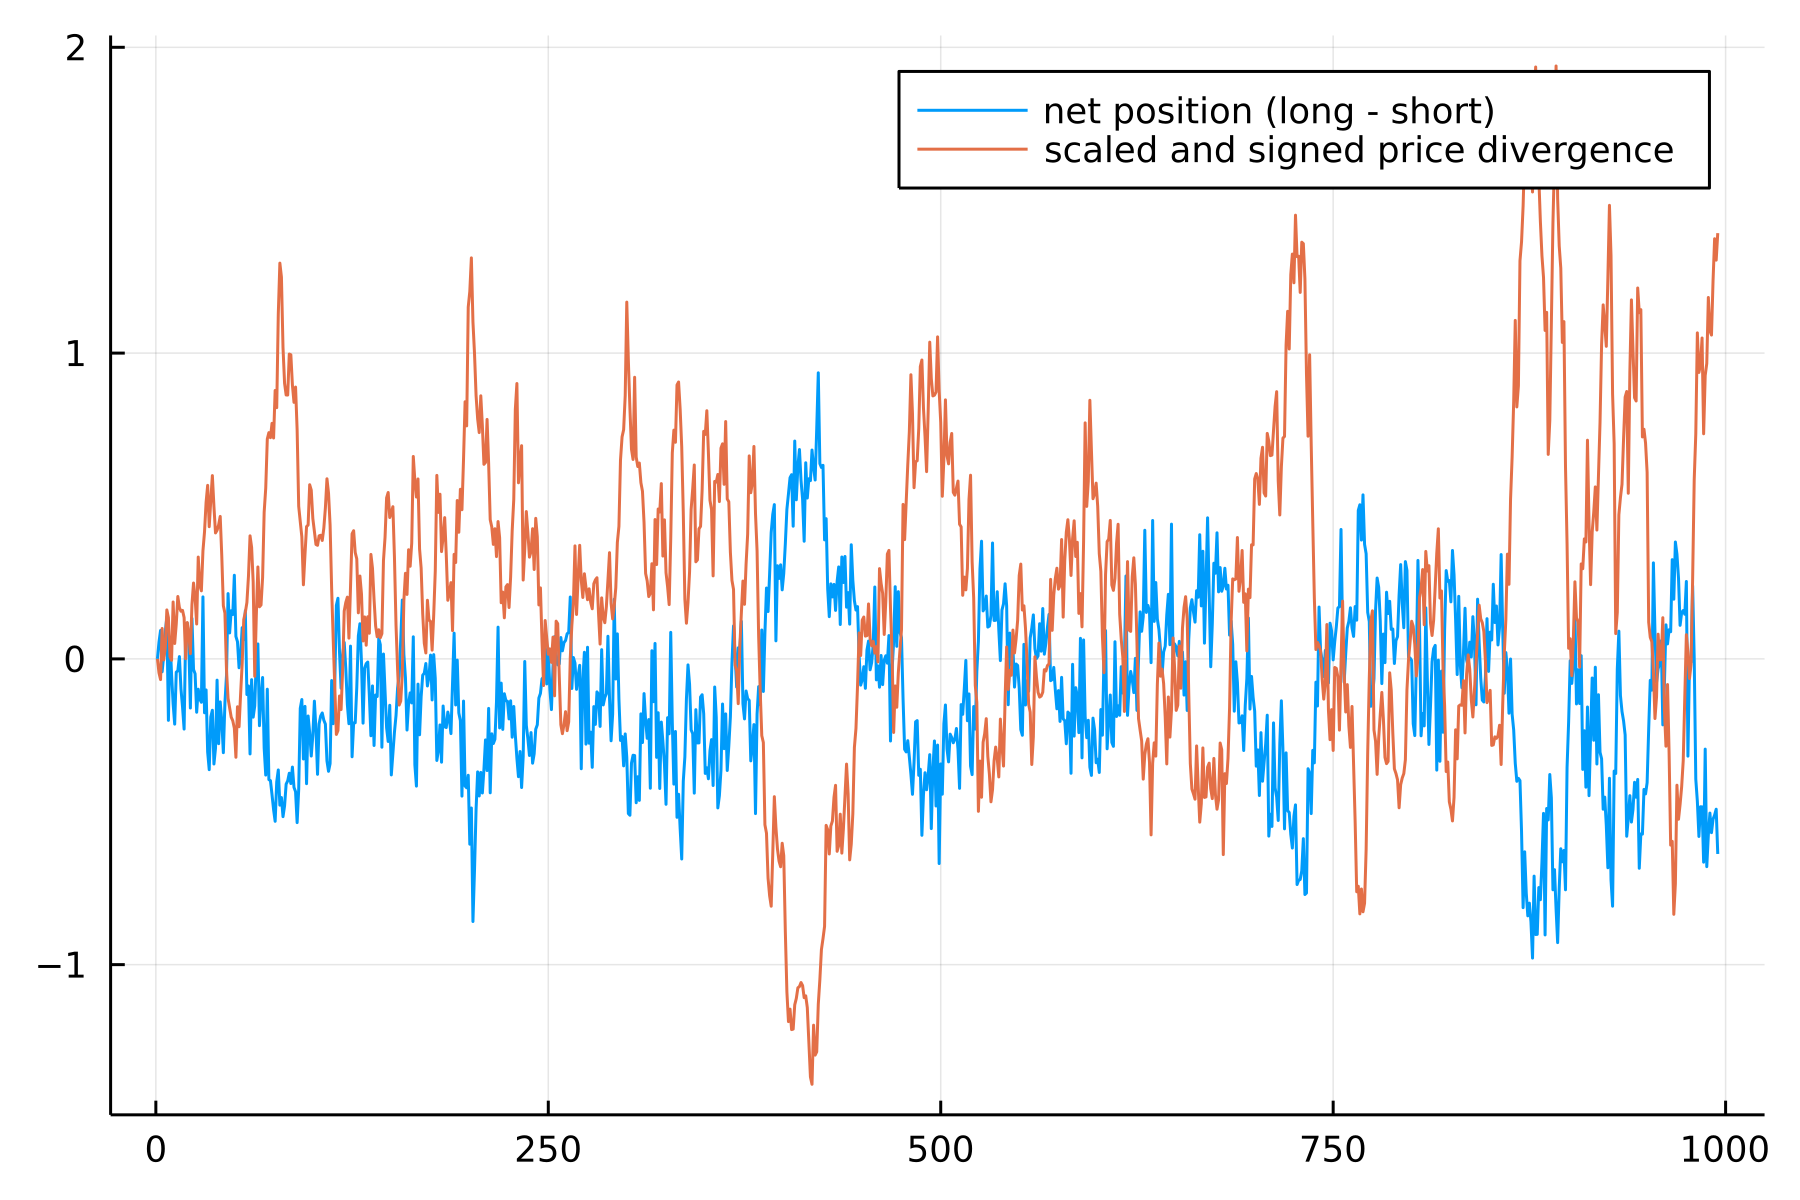 2
net position (long - short)
scaled and signed price divergence
1
0
−1
0 250 500 750 1000